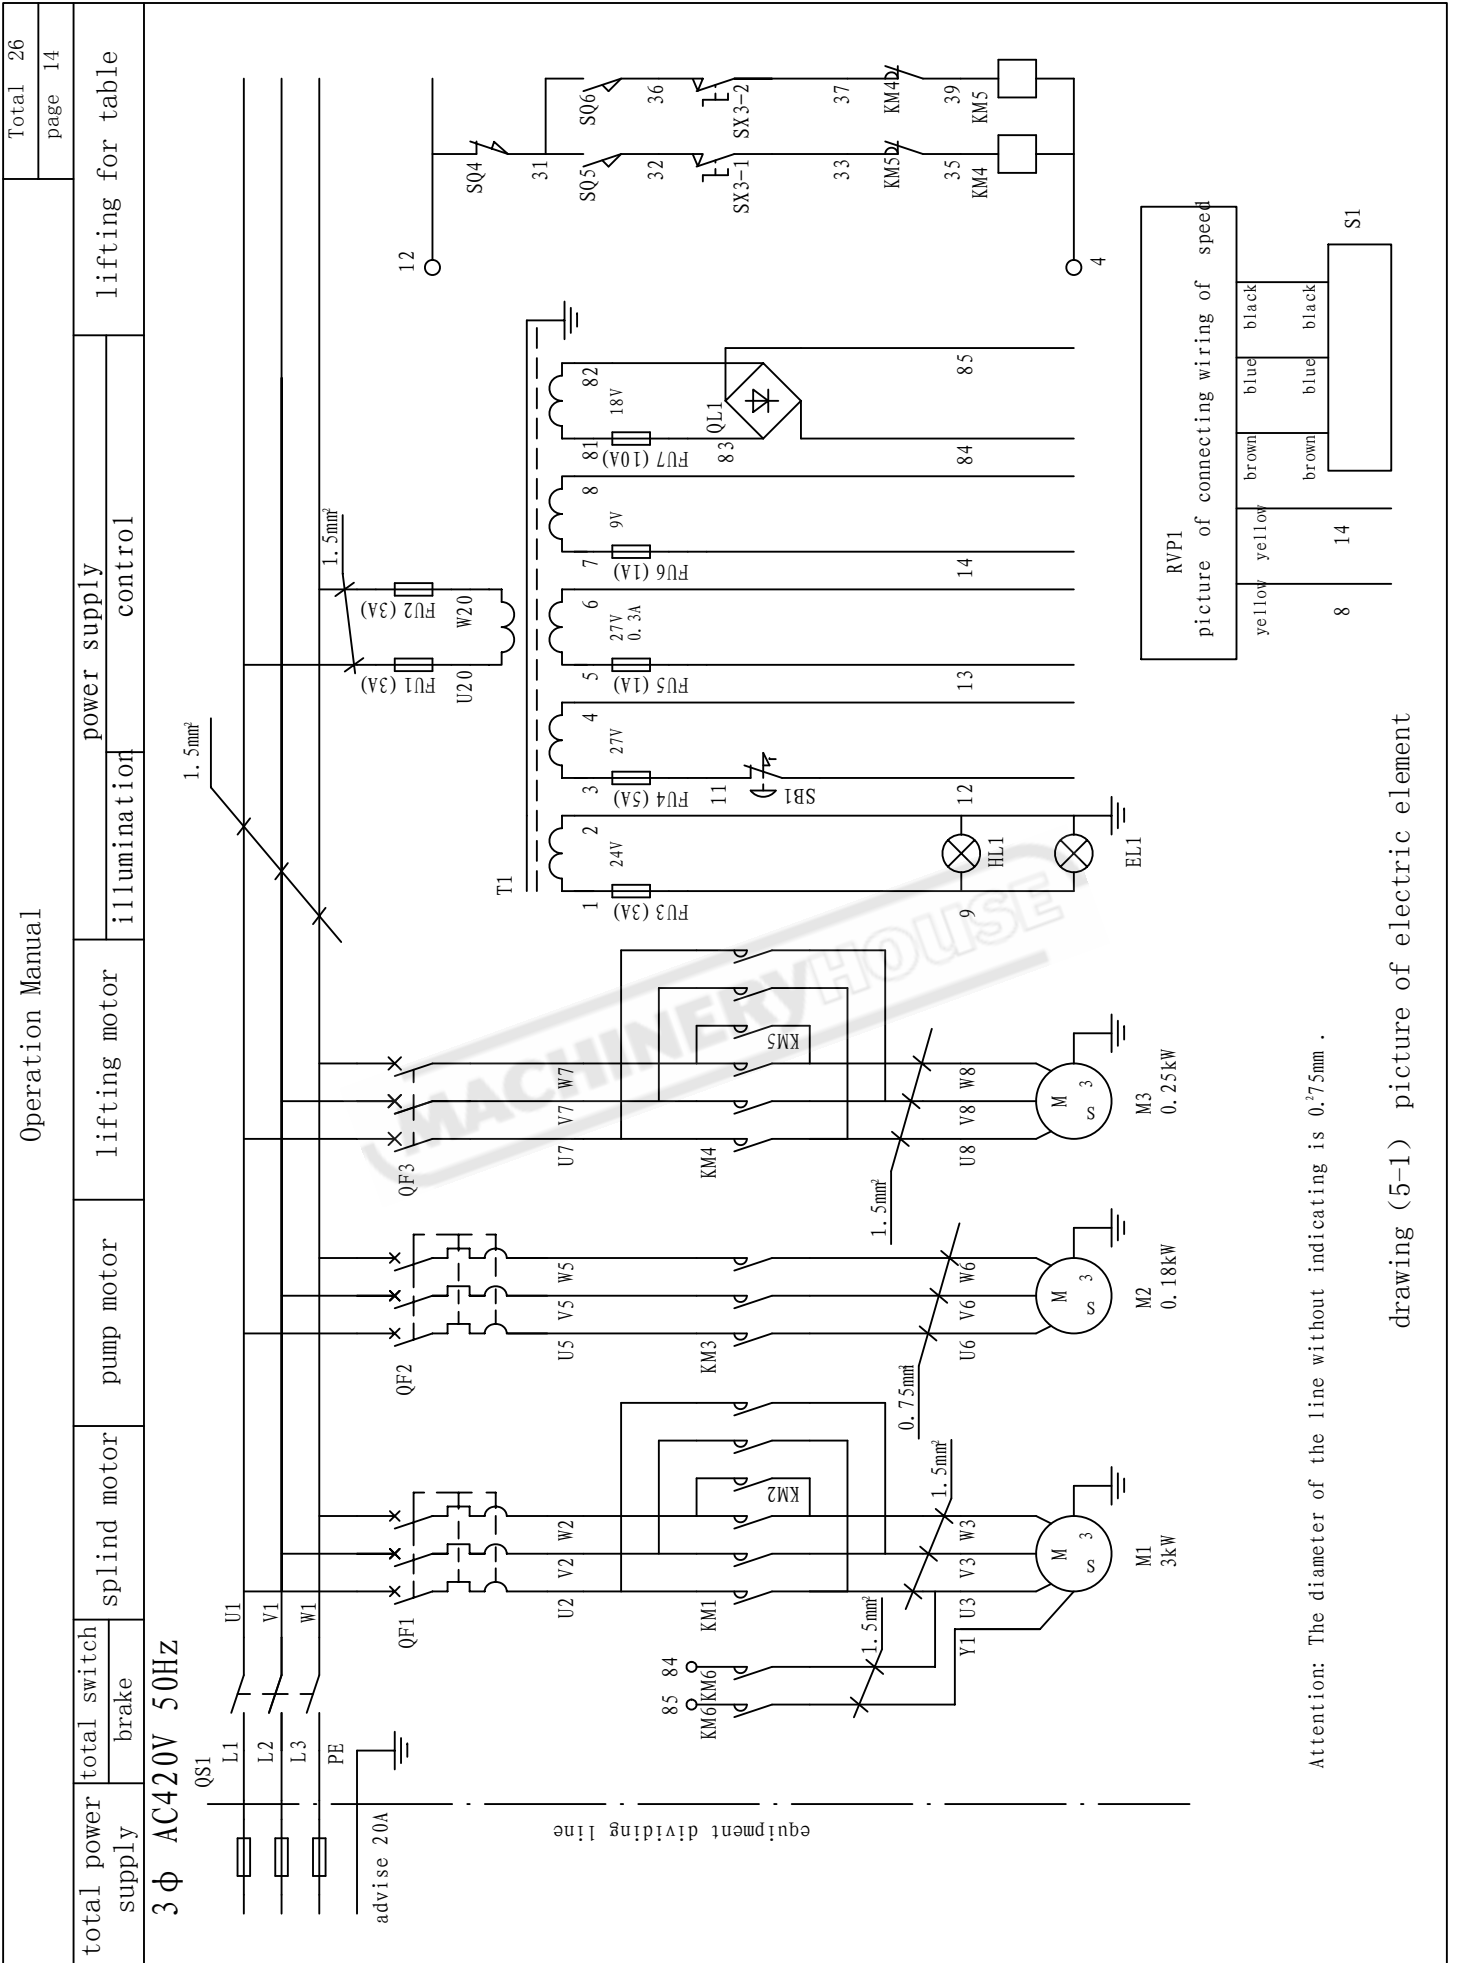 Operation Manual
Total 26
page 14
total power supply
total switch
brake
splind motor
pump motor
lifting motor
power supply
illumination
control
lifting for table
3φ AC420V 50Hz
QS1
L1
L2
L3
PE
advise 20A
equipment dividing line
U1
V1
W1
1.5mm²
1.5mm²
QF1
U2
V2
W2
KM1
KM2
85
84
KM6
KM6
1.5mm²
1.5mm²
Y1
U3
V3
W3
M
3
S
M1
3kW
QF2
U5
V5
W5
KM3
0.75mm²
U6
V6
W6
M
3
S
M2
0.18kW
QF3
U7
V7
W7
KM4
KM5
1.5mm²
U8
V8
W8
M
3
S
M3
0.25kW
FU1(3A)
FU2(3A)
U20
W20
T1
1
2
24V
FU3(3A)
9
HL1
EL1
3
4
27V
FU4(5A)
11
SB1
12
5
6
27V
0.3A
FU5(1A)
13
7
8
9V
FU6(1A)
14
81
82
18V
FU7(10A)
83
QL1
84
85
12
SQ4
31
SQ5
32
SX3-1
33
KM5
35
KM4
SQ6
36
SX3-2
37
KM4
39
KM5
4
RVP1
picture of connecting wiring of speed
yellow
yellow
brown
blue
black
brown
blue
black
8
14
S1
MACHINERYHOUSE
Attention: The diameter of the line without indicating is 0.75mm².
drawing (5-1) picture of electric element